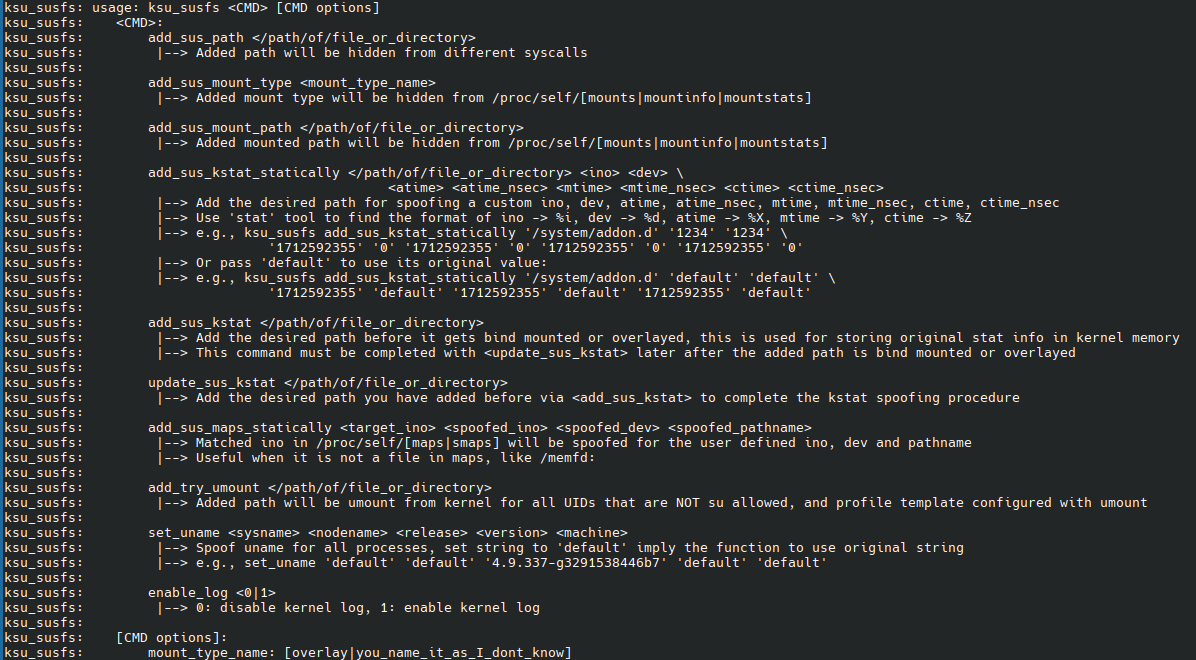 ksu_susfs: usage: ksu_susfs <CMD> [CMD options]
ksu_susfs:    <CMD>:
ksu_susfs:        add_sus_path </path/of/file_or_directory>
ksu_susfs:         |--> Added path will be hidden from different syscalls
ksu_susfs:
ksu_susfs:        add_sus_mount_type <mount_type_name>
ksu_susfs:         |--> Added mount type will be hidden from /proc/self/[mounts|mountinfo|mountstats]
ksu_susfs:
ksu_susfs:        add_sus_mount_path </path/of/file_or_directory>
ksu_susfs:         |--> Added mounted path will be hidden from /proc/self/[mounts|mountinfo|mountstats]
ksu_susfs:
ksu_susfs:        add_sus_kstat_statically </path/of/file_or_directory> <ino> <dev> \
ksu_susfs:                                      <atime> <atime_nsec> <mtime> <mtime_nsec> <ctime> <ctime_nsec>
ksu_susfs:         |--> Add the desired path for spoofing a custom ino, dev, atime, atime_nsec, mtime, mtime_nsec, ctime, ctime_nsec
ksu_susfs:         |--> Use 'stat' tool to find the format of ino -> %i, dev -> %d, atime -> %X, mtime -> %Y, ctime -> %Z
ksu_susfs:         |--> e.g., ksu_susfs add_sus_kstat_statically '/system/addon.d' '1234' '1234' \
ksu_susfs:                       '1712592355' '0' '1712592355' '0' '1712592355' '0' '1712592355' '0'
ksu_susfs:         |--> Or pass 'default' to use its original value:
ksu_susfs:         |--> e.g., ksu_susfs add_sus_kstat_statically '/system/addon.d' 'default' 'default' \
ksu_susfs:                       '1712592355' 'default' '1712592355' 'default' '1712592355' 'default'
ksu_susfs:
ksu_susfs:        add_sus_kstat </path/of/file_or_directory>
ksu_susfs:         |--> Add the desired path before it gets bind mounted or overlayed, this is used for storing original stat info in kernel memory
ksu_susfs:         |--> This command must be completed with <update_sus_kstat> later after the added path is bind mounted or overlayed
ksu_susfs:
ksu_susfs:        update_sus_kstat </path/of/file_or_directory>
ksu_susfs:         |--> Add the desired path you have added before via <add_sus_kstat> to complete the kstat spoofing procedure
ksu_susfs:
ksu_susfs:        add_sus_maps_statically <target_ino> <spoofed_ino> <spoofed_dev> <spoofed_pathname>
ksu_susfs:         |--> Matched ino in /proc/self/[maps|smaps] will be spoofed for the user defined ino, dev and pathname
ksu_susfs:         |--> Useful when it is not a file in maps, like /memfd:
ksu_susfs:
ksu_susfs:        add_try_umount </path/of/file_or_directory>
ksu_susfs:         |--> Added path will be umount from kernel for all UIDs that are NOT su allowed, and profile template configured with umount
ksu_susfs:
ksu_susfs:        set_uname <sysname> <nodename> <release> <version> <machine>
ksu_susfs:         |--> Spoof uname for all processes, set string to 'default' imply the function to use original string
ksu_susfs:         |--> e.g., set_uname 'default' 'default' '4.9.337-g3291538446b7' 'default' 'default'
ksu_susfs:
ksu_susfs:        enable_log <0|1>
ksu_susfs:         |--> 0: disable kernel log, 1: enable kernel log
ksu_susfs:
ksu_susfs:    [CMD options]:
ksu_susfs:        mount_type_name: [overlay|you_name_it_as_I_dont_know]